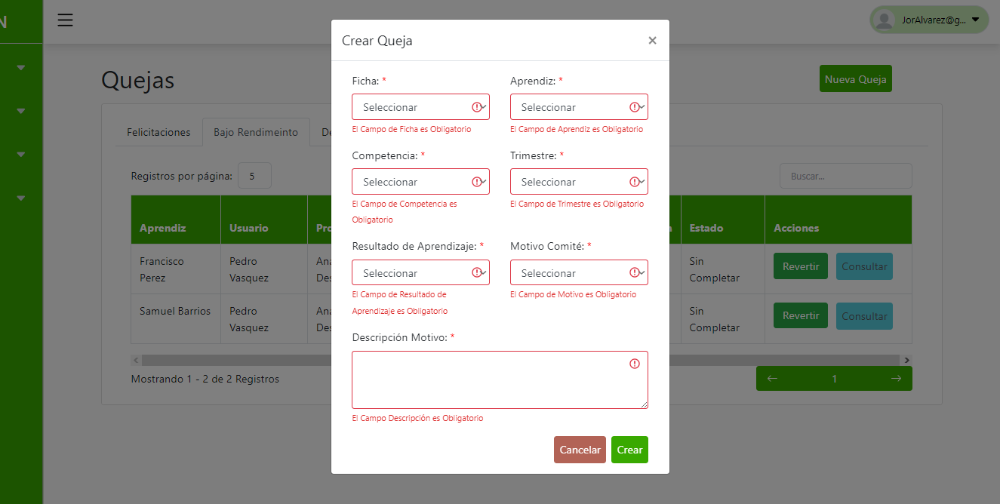 N
JorAlvarez@g...
Crear Queja
×
Quejas
Nueva Queja
Ficha: *
Aprendiz: *
Seleccionar
Seleccionar
El Campo de Ficha es Obligatorio
El Campo de Aprendiz es Obligatorio
Felicitaciones
Bajo Rendimeinto
De
Competencia: *
Trimestre: *
Seleccionar
Seleccionar
El Campo de Competencia es
Obligatorio
El Campo de Trimestre es Obligatorio
Registros por página: 5
Buscar...
Resultado de Aprendizaje: *
Motivo Comité: *
Seleccionar
Seleccionar
El Campo de Resultado de
Aprendizaje es Obligatorio
El Campo de Motivo es Obligatorio
Descripción Motivo: *
El Campo Descripción es Obligatorio
Cancelar
Crear
Aprendiz
Usuario
Pro
Estado
Acciones
Francisco
Perez
Pedro
Vasquez
Ana
Des
Sin
Completar
Revertir
Consultar
Samuel Barrios
Pedro
Vasquez
Ana
Des
Sin
Completar
Revertir
Consultar
Mostrando 1 - 2 de 2 Registros
← 1 →